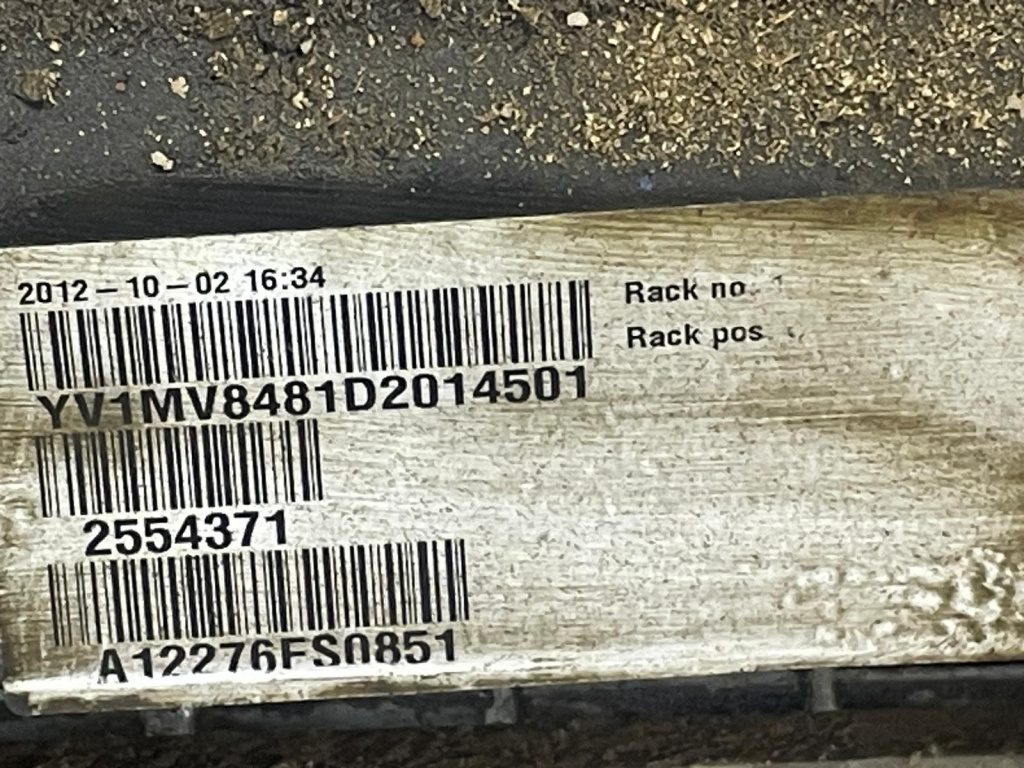 2012-10-02 16:34
Rack no
Rack pos
YV1MV8481D2014501
2554371
A12276FS0851